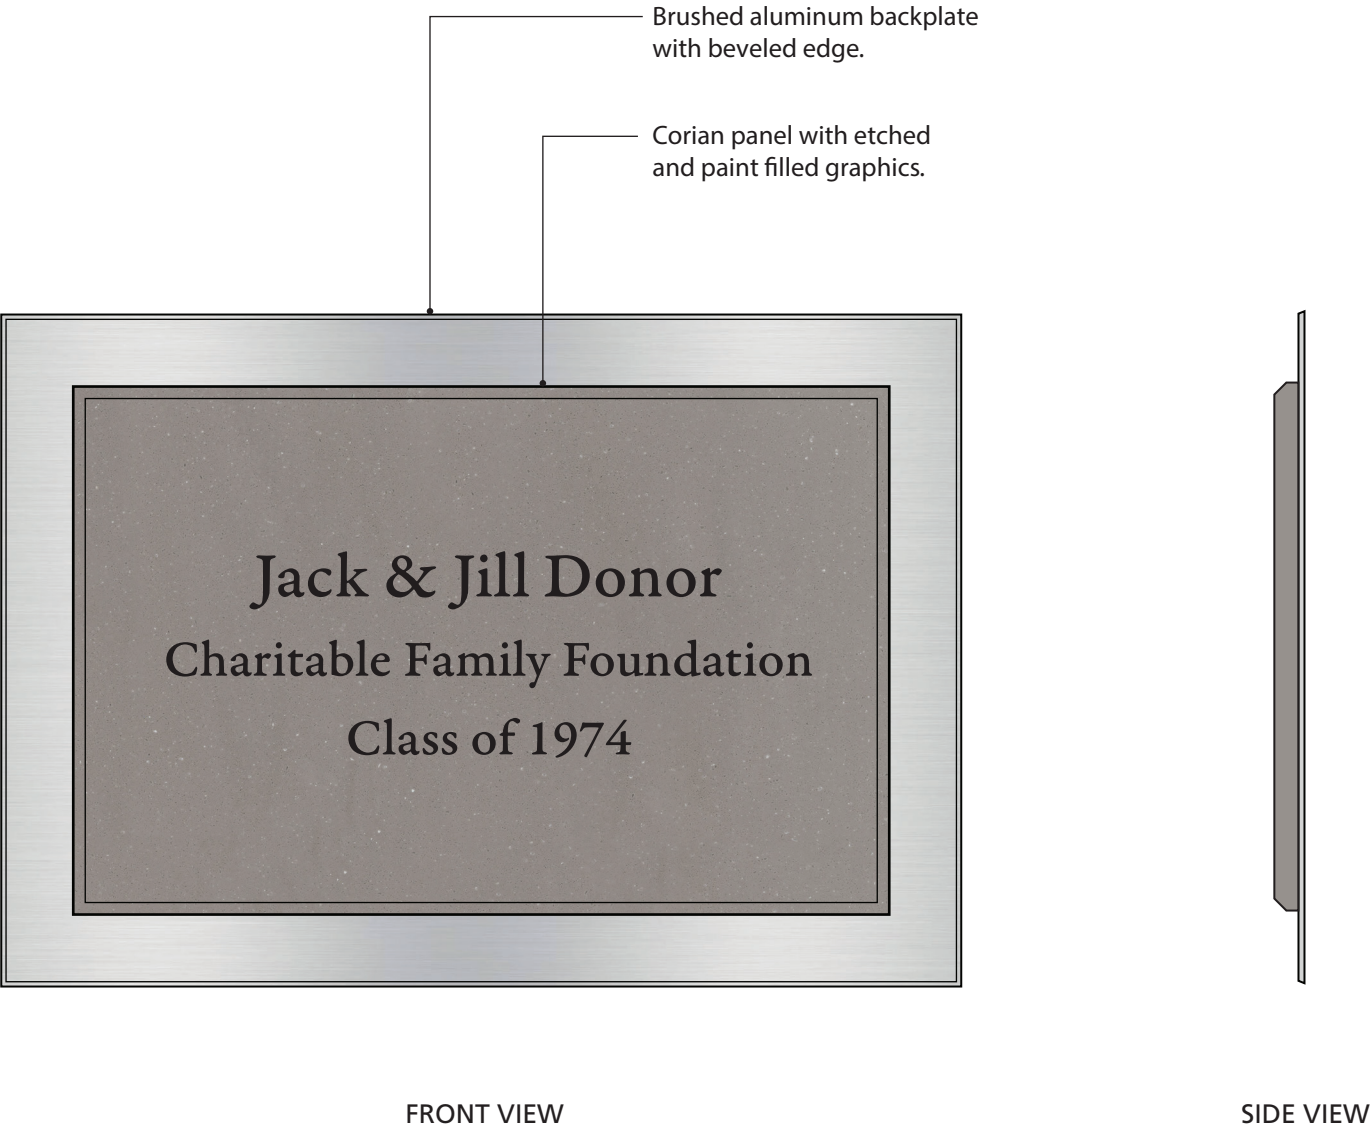 Brushed aluminum backplate
with beveled edge.
Corian panel with etched
and paint filled graphics.
Jack & Jill Donor
Charitable Family Foundation
Class of 1974
FRONT VIEW
SIDE VIEW